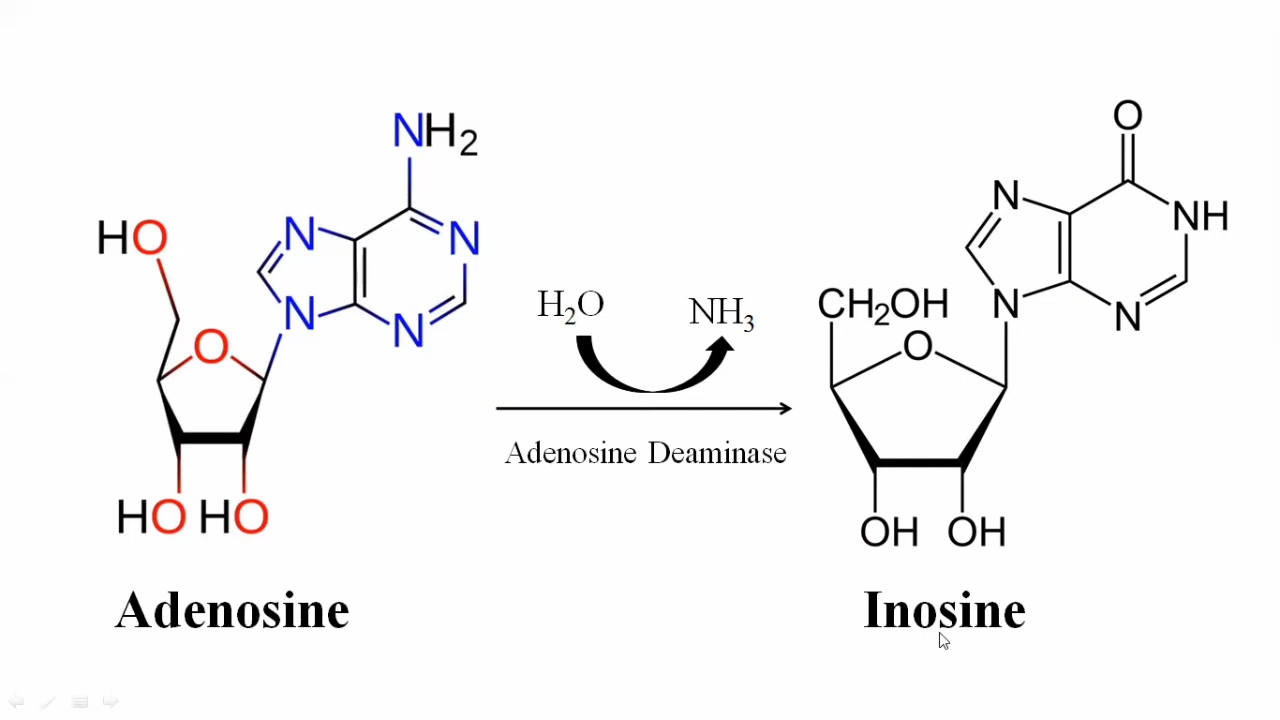 NH2
HO
N
N
N
N
O
HO HO
Adenosine
H2O
NH3
Adenosine Deaminase
O
N
NH
N
N
CH2OH
O
OH OH
Inosine